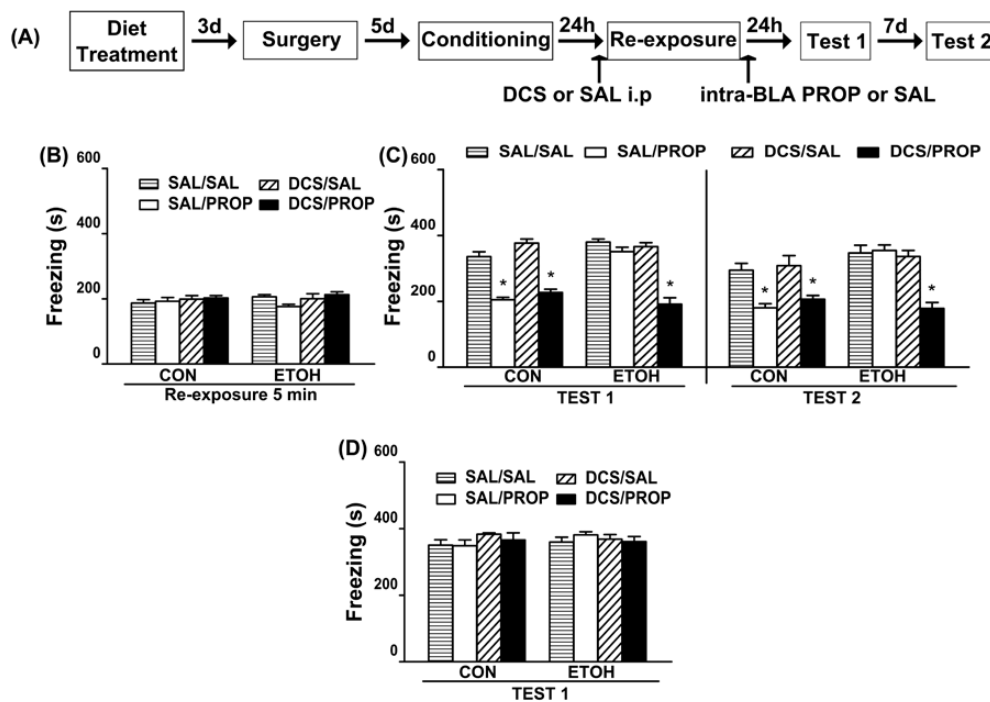 (A)
Diet
Treatment
3d
Surgery
5d
Conditioning
24h
Re-exposure
24h
Test 1
7d
Test 2
DCS or SAL i.p
intra-BLA PROP or SAL
(B)
600
400
200
0
Freezing (s)
SAL/SAL
DCS/SAL
SAL/PROP
DCS/PROP
CON
ETOH
Re-exposure 5 min
(C)
SAL/SAL
SAL/PROP
DCS/SAL
DCS/PROP
600
400
200
0
Freezing (s)
*
*
*
*
*
*
CON
ETOH
CON
ETOH
TEST 1
TEST 2
(D)
600
400
200
0
Freezing (s)
SAL/SAL
DCS/SAL
SAL/PROP
DCS/PROP
CON
ETOH
TEST 1